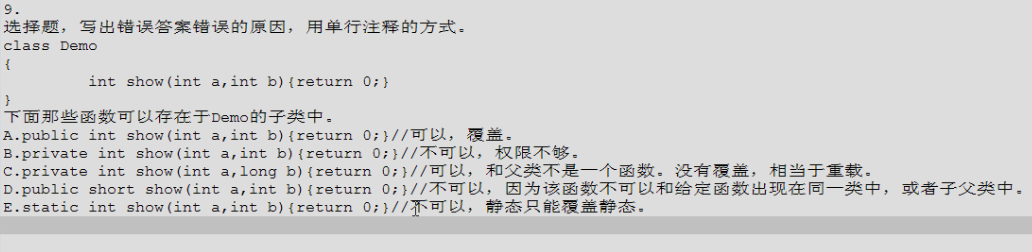 9.
选择题，写出错误答案错误的原因，用单行注释的方式。
class Demo
{
int show(int a,int b){return 0;}
}
下面那些函数可以存在于Demo的子类中。
A.public int show(int a,int b){return 0;}//可以，覆盖。
B.private int show(int a,int b){return 0;}//不可以，权限不够。
C.private int show(int a,long b){return 0;}//可以，和父类不是一个函数。没有覆盖，相当于重载。
D.public short show(int a,int b){return 0;}//不可以，因为该函数不可以和给定函数出现在同一类中，或者子父类中。
E.static int show(int a,int b){return 0;}//不可以，静态只能覆盖静态。